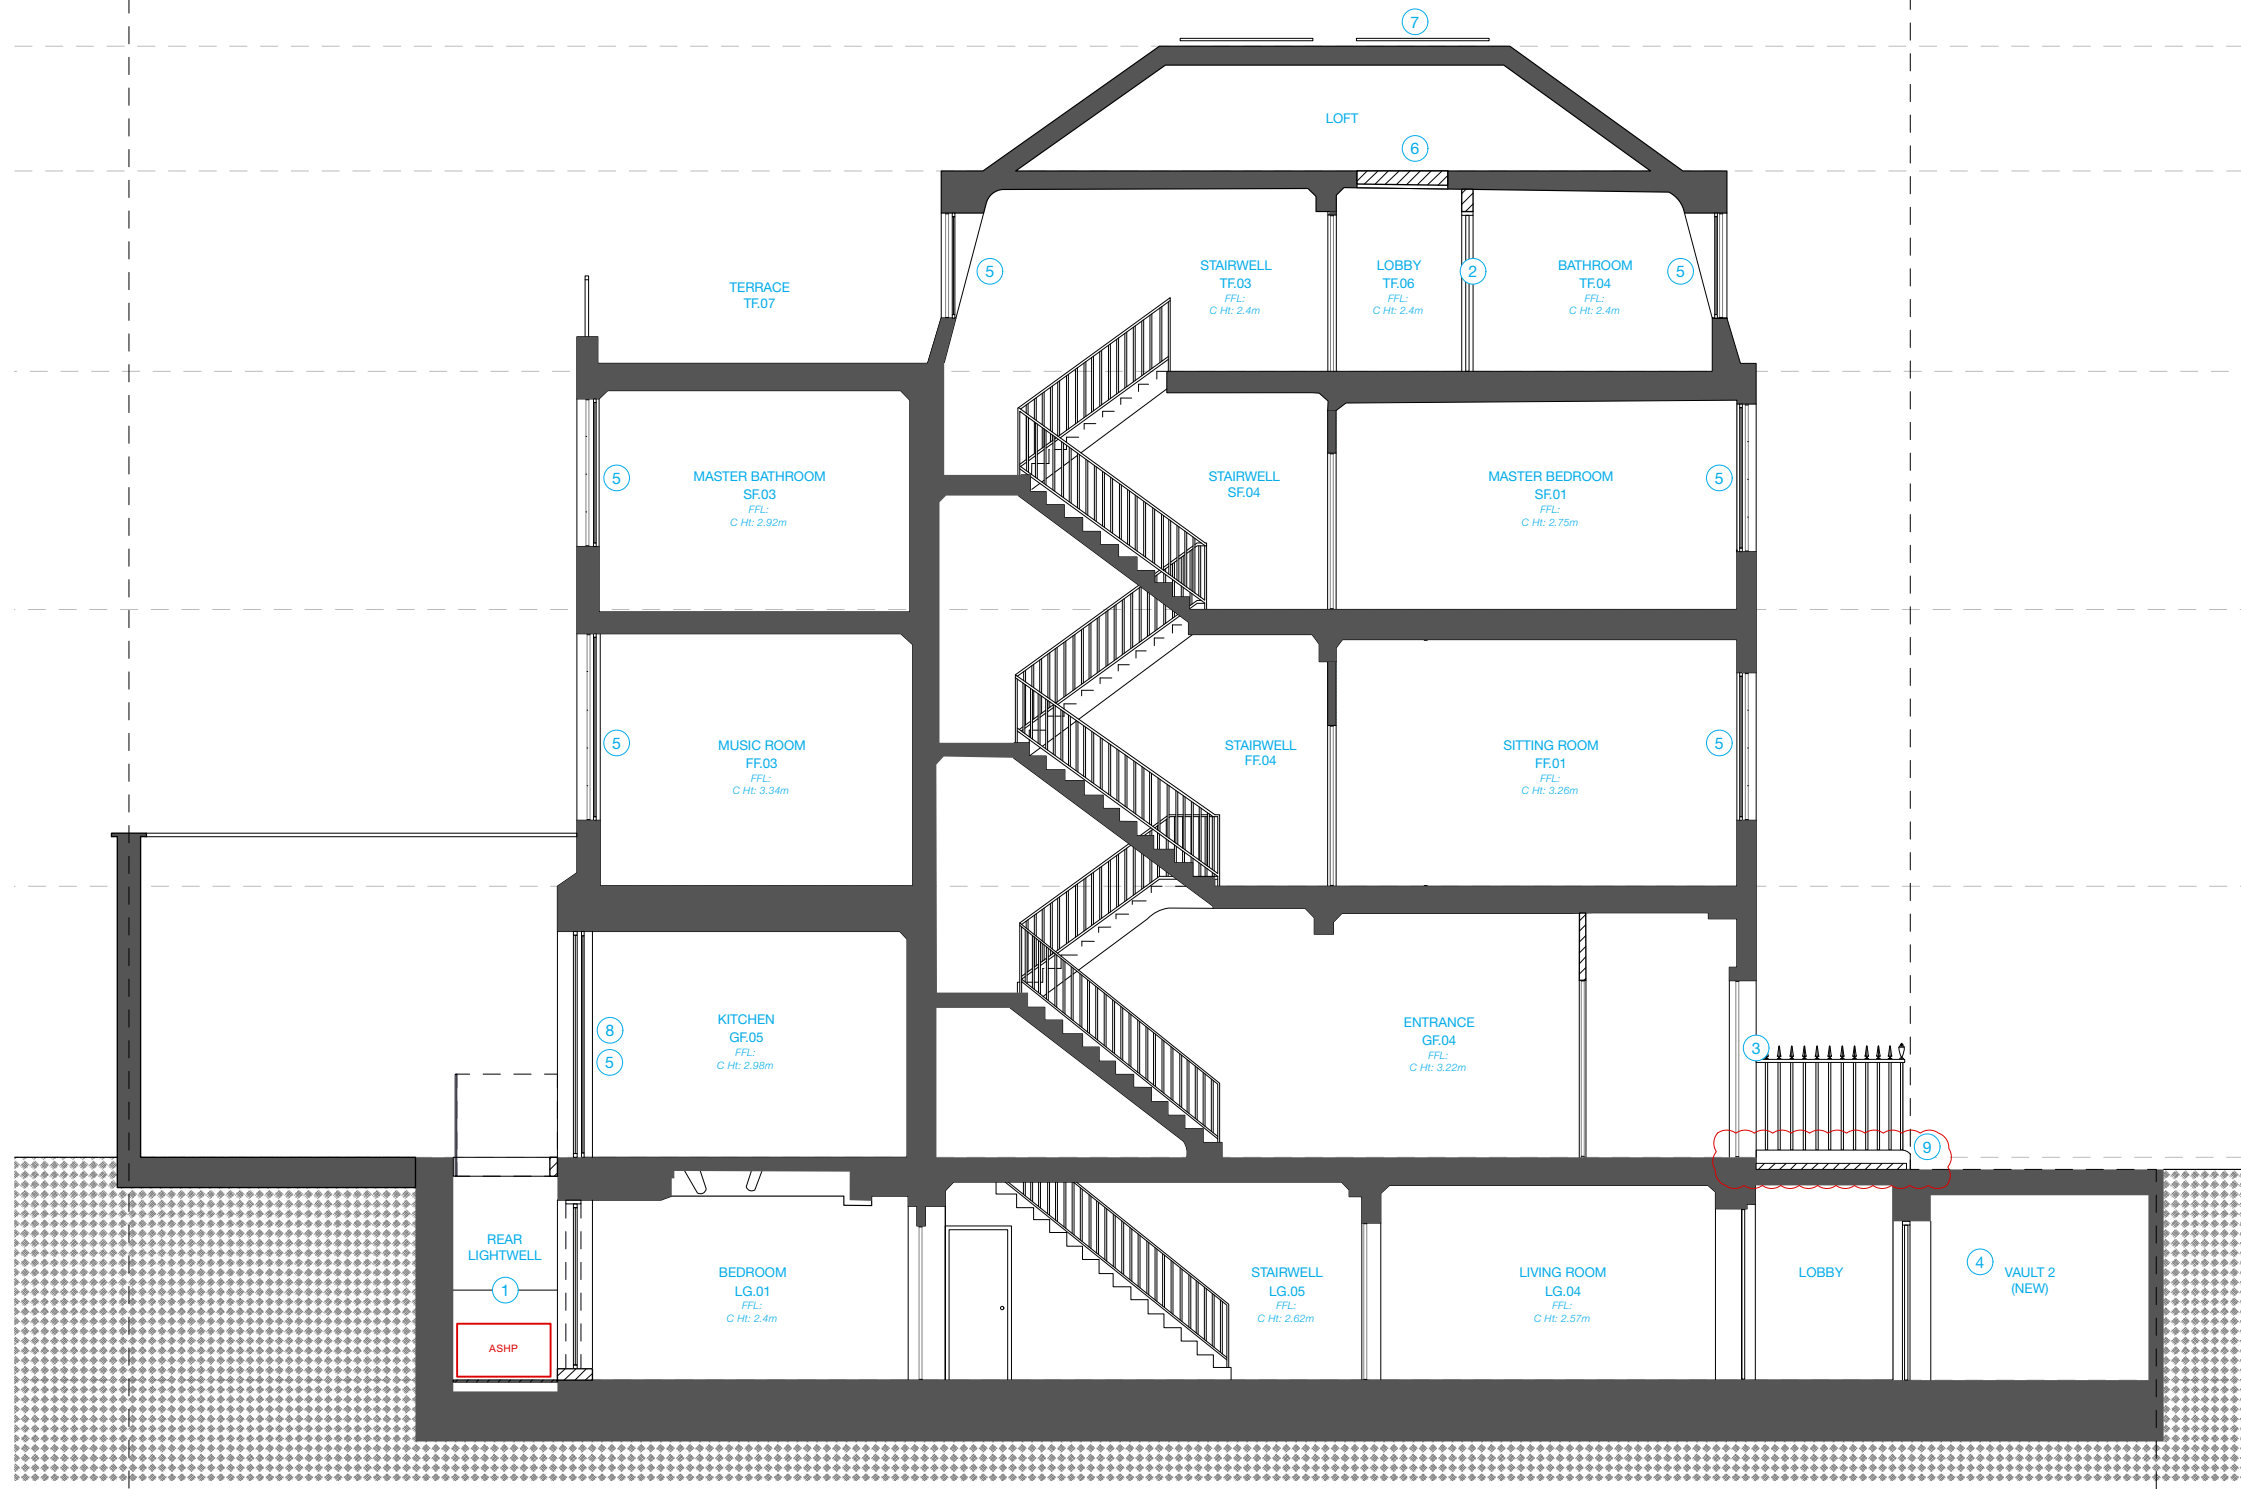 7
LOFT
6
5
STAIRWELL
TF.03
FFL:
C Ht: 2.4m
LOBBY
TF.06
FFL:
C Ht: 2.4m
2
BATHROOM
TF.04
FFL:
C Ht: 2.4m
5
TERRACE
TF.07
5
MASTER BATHROOM
SF.03
FFL:
C Ht: 2.92m
STAIRWELL
SF.04
MASTER BEDROOM
SF.01
FFL:
C Ht: 2.75m
5
5
MUSIC ROOM
FF.03
FFL:
C Ht: 3.34m
STAIRWELL
FF.04
SITTING ROOM
FF.01
FFL:
C Ht: 3.26m
5
8
5
KITCHEN
GF.05
FFL:
C Ht: 2.98m
ENTRANCE
GF.04
FFL:
C Ht: 3.22m
3
9
REAR
LIGHTWELL
1
ASHP
BEDROOM
LG.01
FFL:
C Ht: 2.4m
STAIRWELL
LG.05
FFL:
C Ht: 2.62m
LIVING ROOM
LG.04
FFL:
C Ht: 2.57m
LOBBY
4
VAULT 2
(NEW)